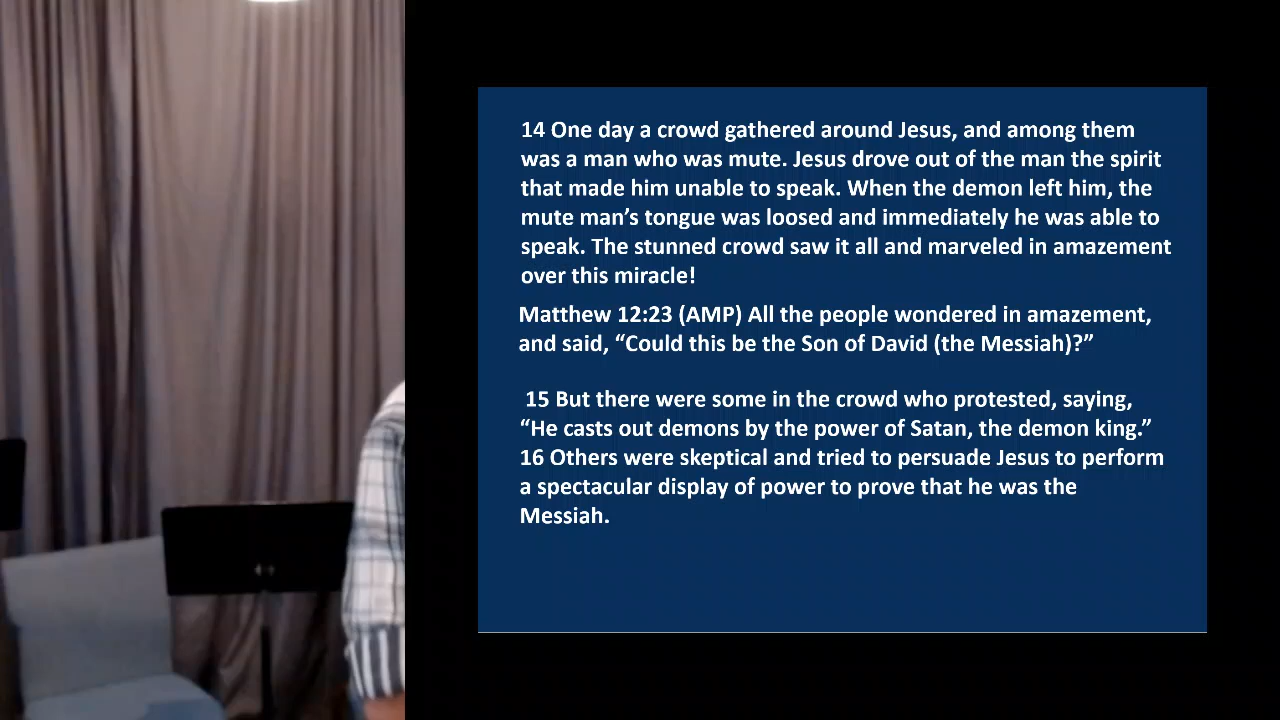 14 One day a crowd gathered around Jesus, and among them
was a man who was mute. Jesus drove out of the man the spirit
that made him unable to speak. When the demon left him, the
mute man’s tongue was loosed and immediately he was able to
speak. The stunned crowd saw it all and marveled in amazement
over this miracle!
Matthew 12:23 (AMP) All the people wondered in amazement,
and said, “Could this be the Son of David (the Messiah)?”
15 But there were some in the crowd who protested, saying,
“He casts out demons by the power of Satan, the demon king.”
16 Others were skeptical and tried to persuade Jesus to perform
a spectacular display of power to prove that he was the
Messiah.